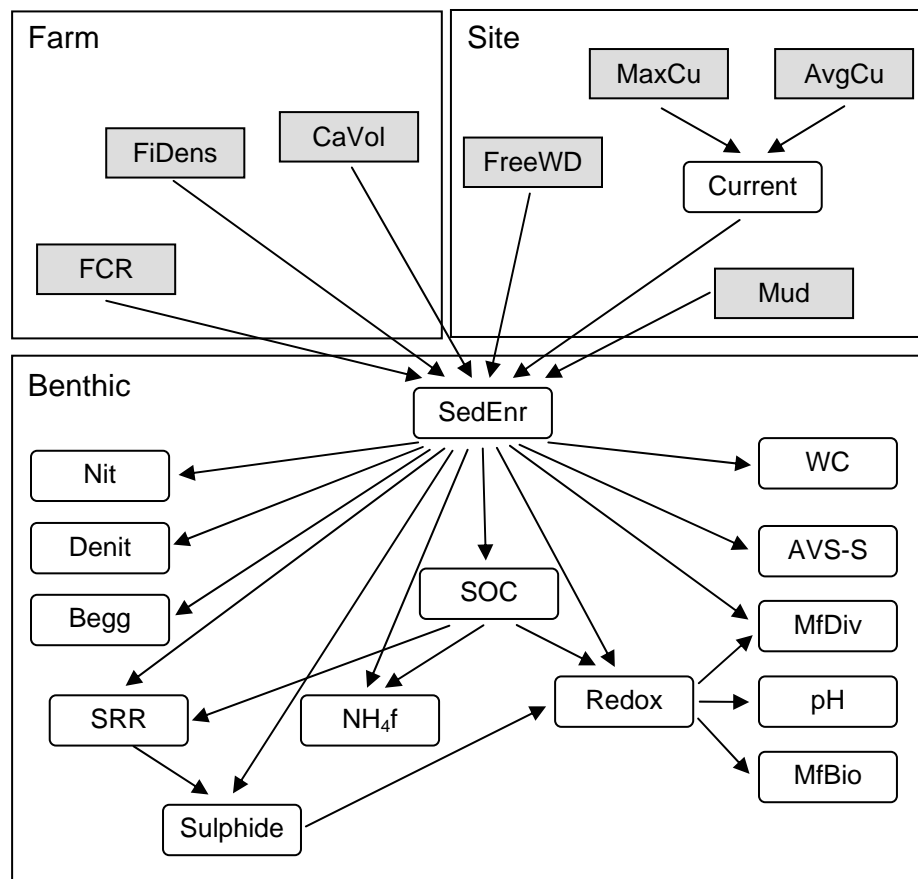 Farm
FiDens
CaVol
FCR
Site
MaxCu
AvgCu
FreeWD
Current
Mud
Benthic
SedEnr
Nit
WC
Denit
AVS-S
SOC
Begg
MfDiv
SRR
NH₄f
Redox
pH
MfBio
Sulphide